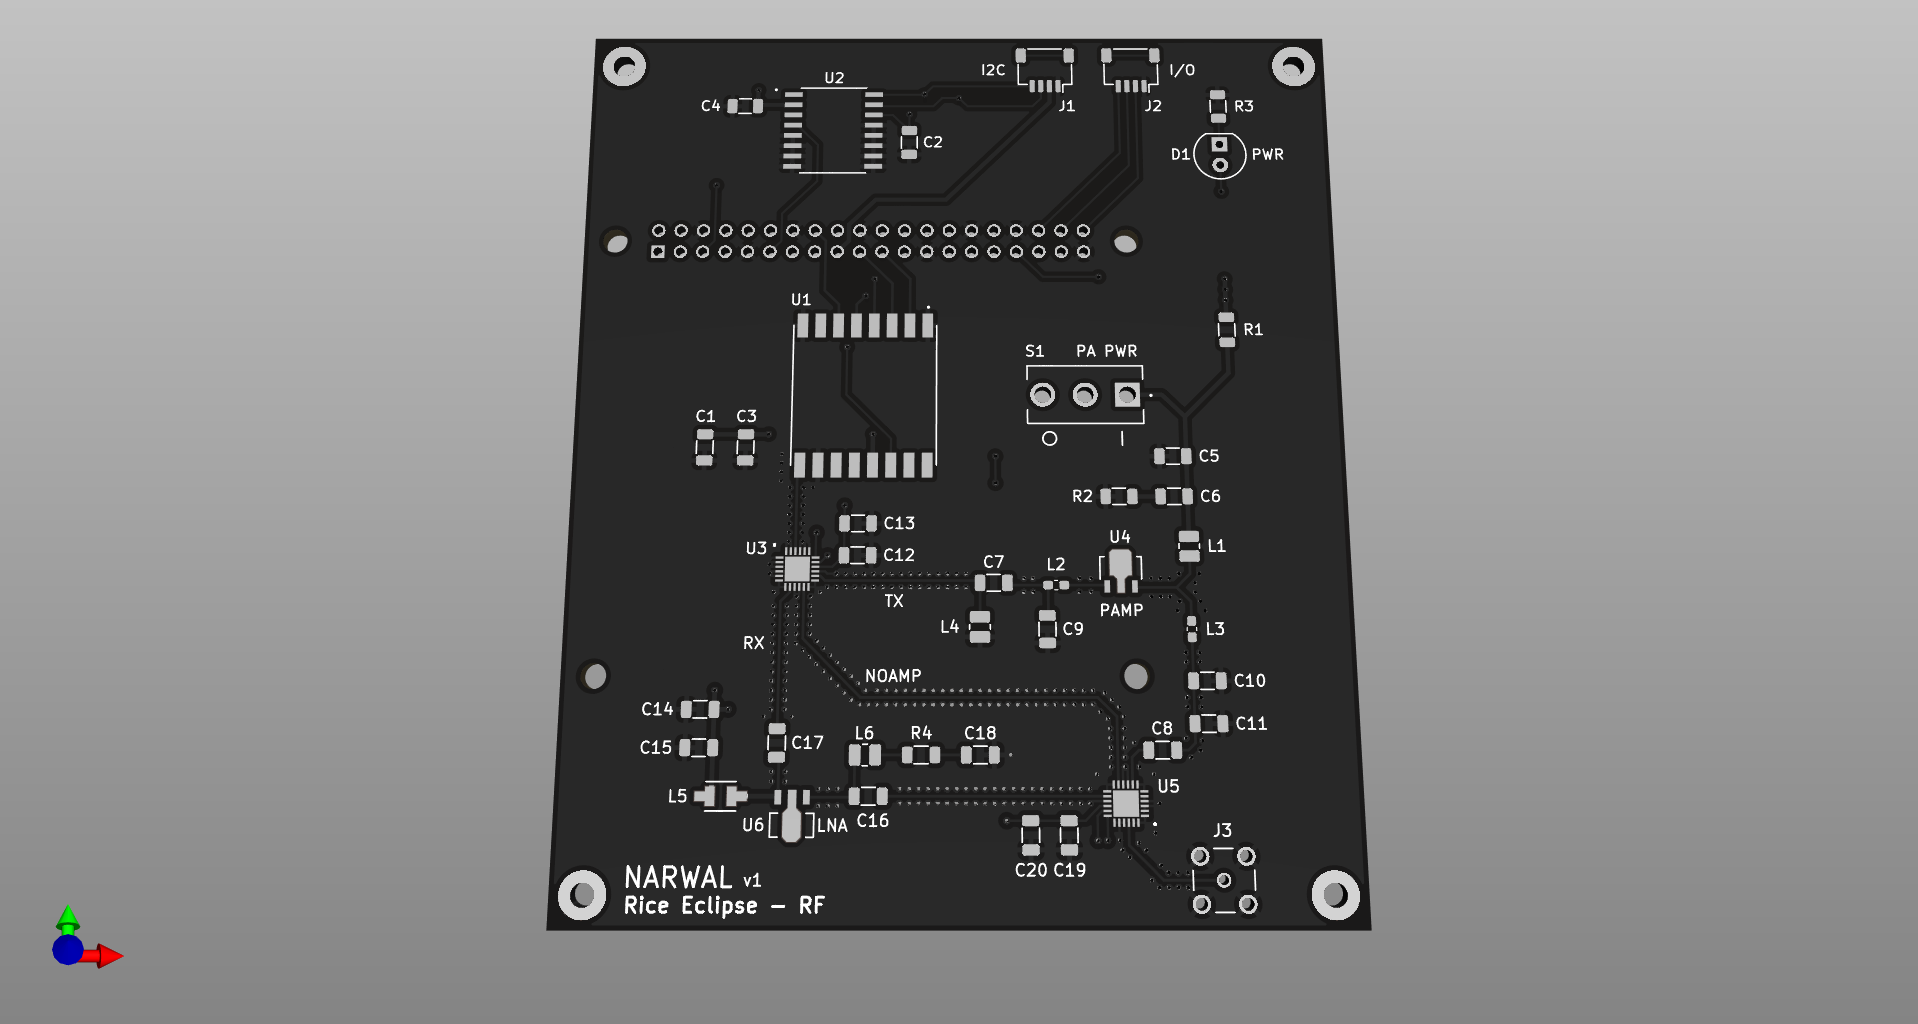 U2
I2C
I/O
C4
J1
J2
R3
C2
D1
PWR
U1
R1
S1
PA PWR
C1
C3
O
I
C5
R2
C6
C13
U3
C12
U4
L1
C7
L2
TX
PAMP
L4
C9
L3
RX
NOAMP
C10
C14
C11
C15
C17
L6
R4
C18
C8
L5
U5
U6
LNA
C16
J3
C20
C19
NARWAL v1
Rice Eclipse - RF